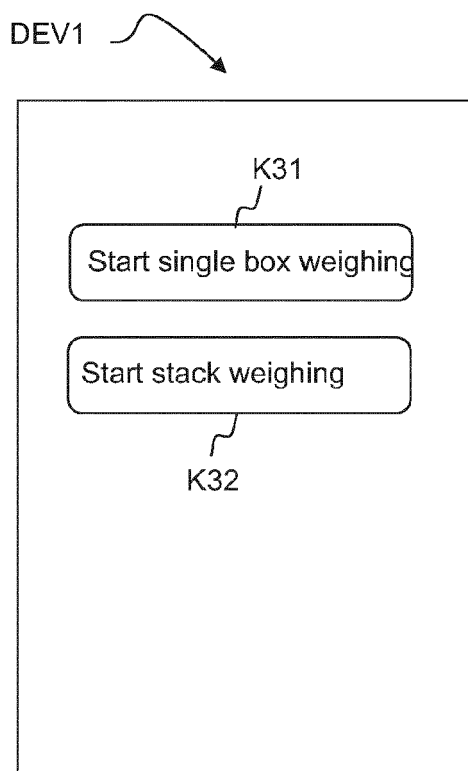 DEV1
K31
Start single box weighing
Start stack weighing
K32